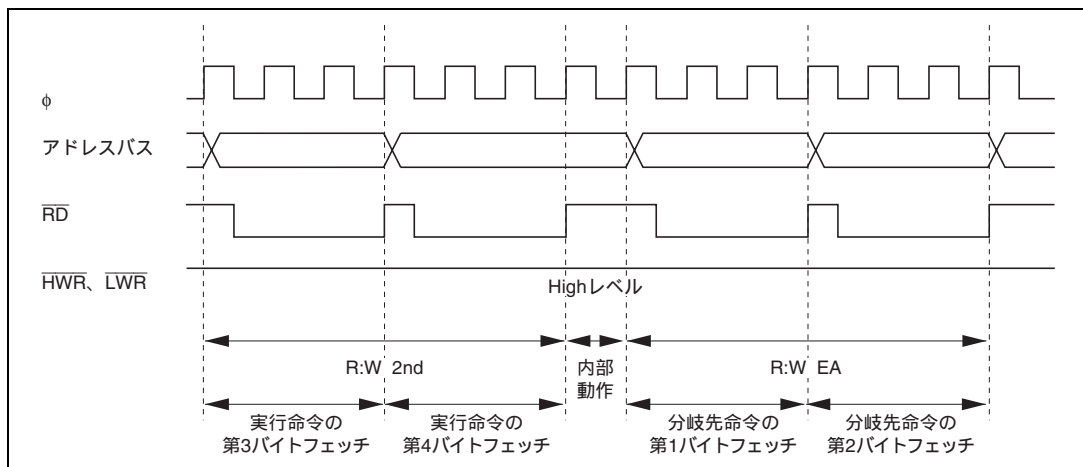 φ
アドレスバス
RD
HWR、LWR
Highレベル
R:W 2nd
内部
動作
R:W EA
実行命令の
第3バイトフェッチ
実行命令の
第4バイトフェッチ
分岐先命令の
第1バイトフェッチ
分岐先命令の
第2バイトフェッチ